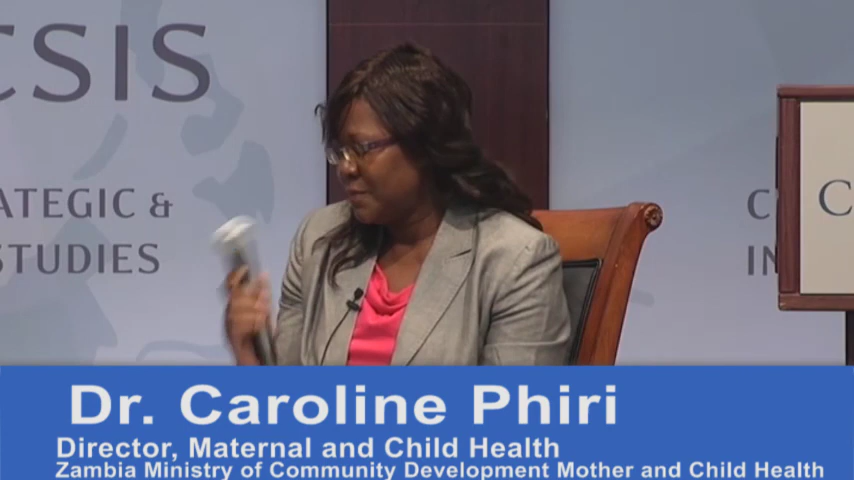 CSIS
ATEGIC &
STUDIES
C
IN
C
Dr. Caroline Phiri
Director, Maternal and Child Health
Zambia Ministry of Community Development Mother and Child Health